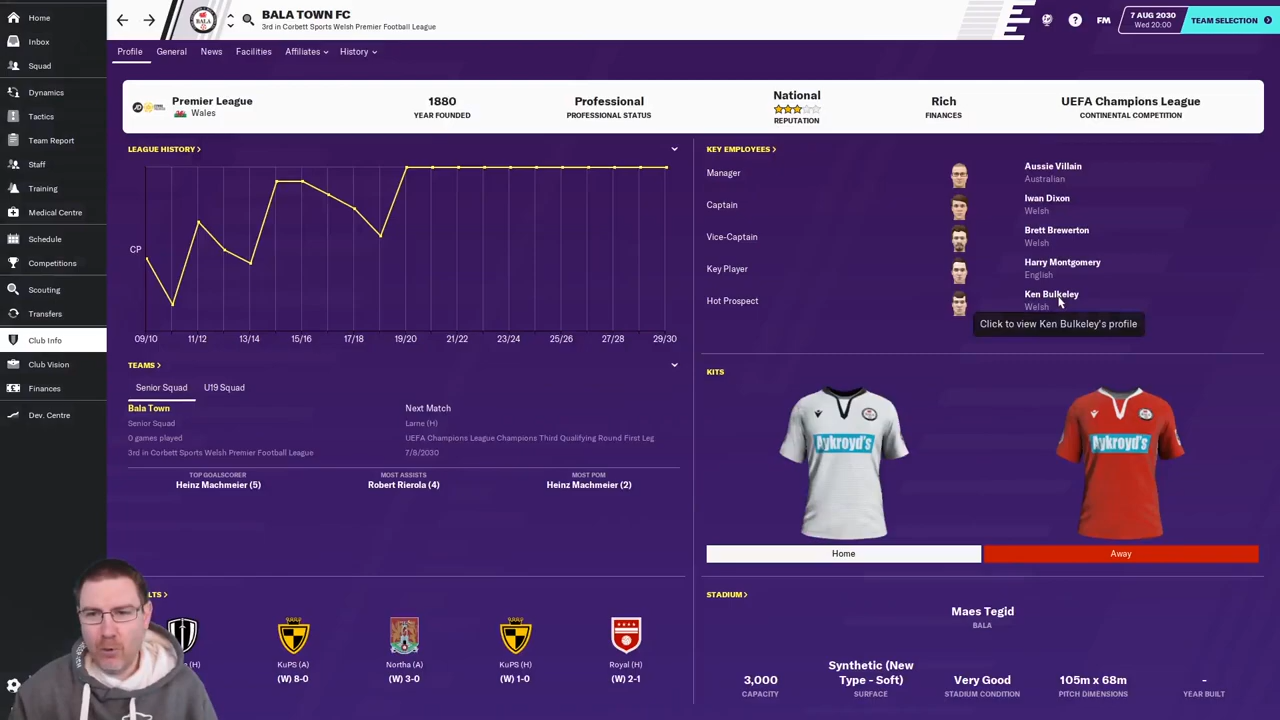 BALA TOWN FC
3rd in Corbett Sports Welsh Premier Football League
FM
7 AUG 2030
Wed 20:00
TEAM SELECTION
Home
Inbox
Squad
Dynamics
Tactics
Team Report
Staff
Training
Medical Centre
Schedule
Competitions
Scouting
Transfers
Club Info
Club Vision
Finances
Dev. Centre
Profile
General
News
Facilities
Affiliates
History
Premier League
Wales
1880
YEAR FOUNDED
Professional
PROFESSIONAL STATUS
National
REPUTATION
Rich
FINANCES
UEFA Champions League
CONTINENTAL COMPETITION
LEAGUE HISTORY
CP
09/10 11/12 13/14 15/16 17/18 19/20 21/22 23/24 25/26 27/28 29/30
TEAMS
Senior Squad U19 Squad
Bala Town
Senior Squad
0 games played
3rd in Corbett Sports Welsh Premier Football League
Next Match
Larne (H)
UEFA Champions League Champions Third Qualifying Round First Leg
7/8/2030
TOP GOALSCORER
Heinz Machmeier (5)
MOST ASSISTS
Robert Rierola (4)
MOST POM
Heinz Machmeier (2)
KuPS (A)
(W) 8-0
Northa (A)
(W) 3-0
KuPS (H)
(W) 1-0
Royal (H)
(W) 2-1
KEY EMPLOYEES
Manager
Aussie Villain
Australian
Captain
Iwan Dixon
Welsh
Vice-Captain
Brett Brewerton
Welsh
Key Player
Harry Montgomery
English
Hot Prospect
Ken Bulkeley
Welsh
Click to view Ken Bulkeley's profile
KITS
Aykroyd's
Aykroyd's
Home
Away
STADIUM
Maes Tegid
BALA
3,000
CAPACITY
Synthetic (New
Type - Soft)
SURFACE
Very Good
STADIUM CONDITION
105m x 68m
PITCH DIMENSIONS
-
YEAR BUILT